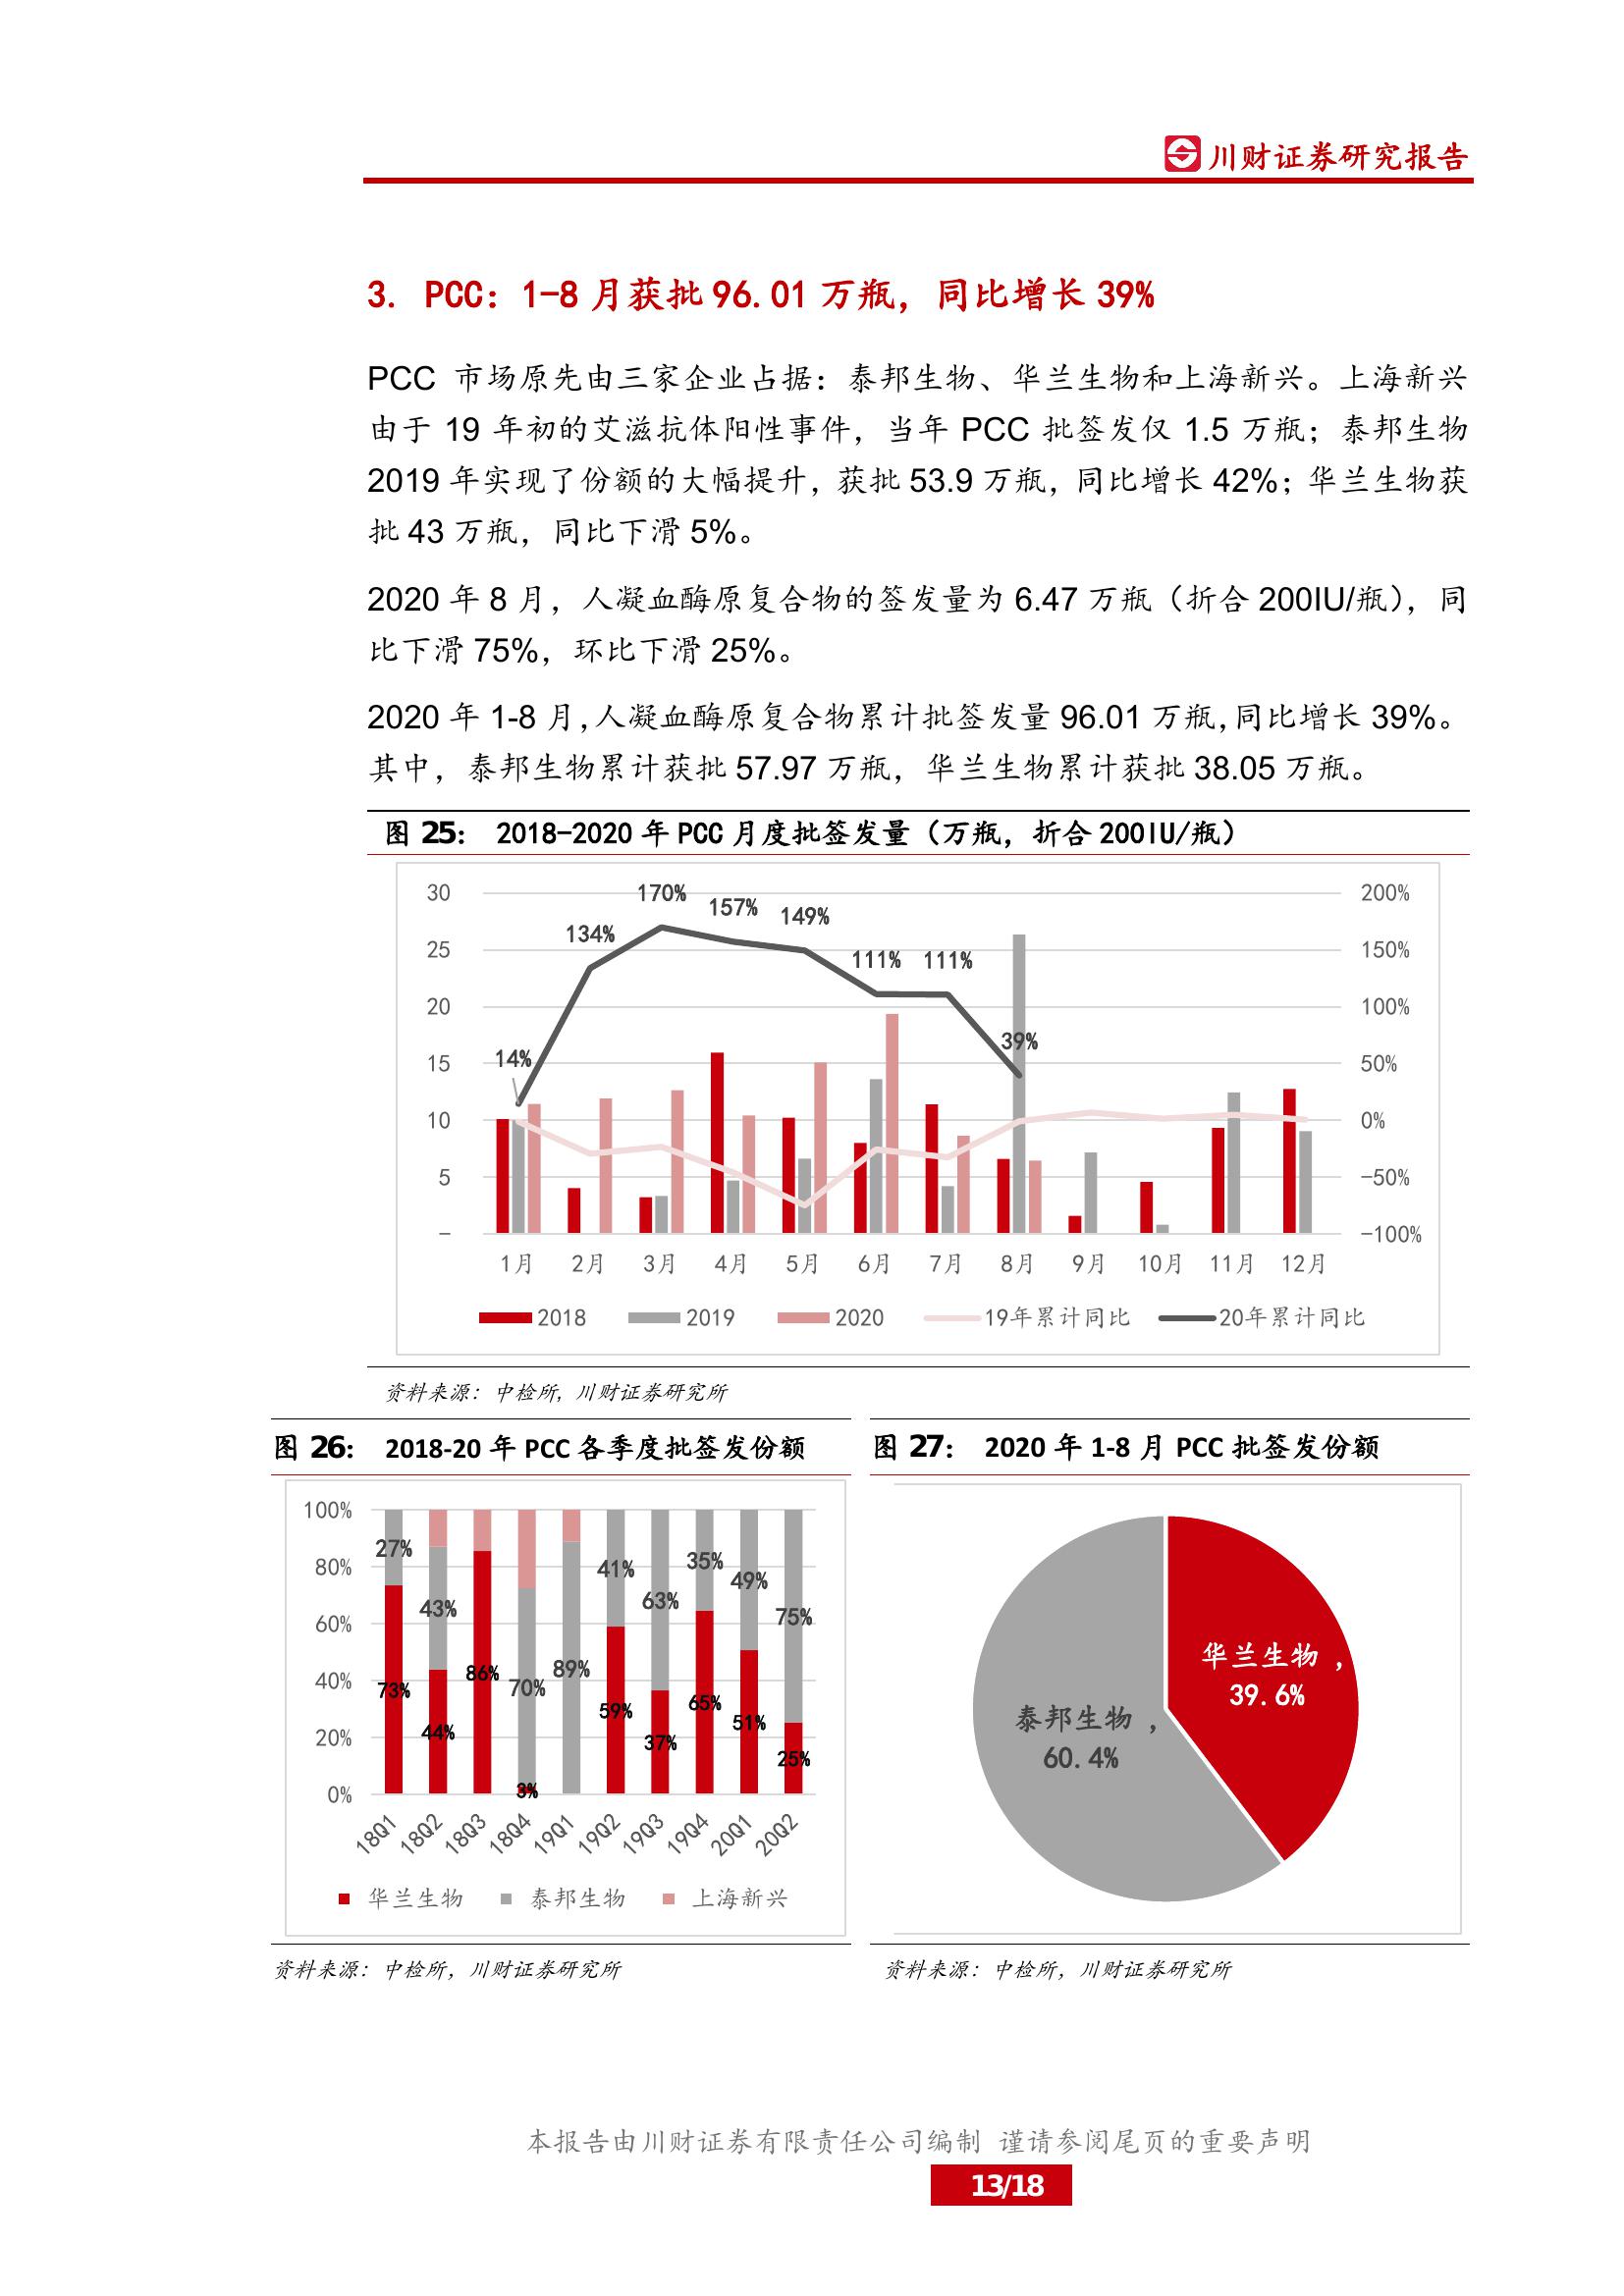 川财证券研究报告
3. PCC：1-8 月获批 96.01 万瓶，同比增长 39%
PCC 市场原先由三家企业占据：泰邦生物、华兰生物和上海新兴。上海新兴
由于 19 年初的艾滋抗体阳性事件，当年 PCC 批签发仅 1.5 万瓶；泰邦生物
2019 年实现了份额的大幅提升，获批 53.9 万瓶，同比增长 42%；华兰生物获
批 43 万瓶，同比下滑 5%。
2020 年 8 月，人凝血酶原复合物的签发量为 6.47 万瓶（折合 200IU/瓶），同
比下滑 75%，环比下滑 25%。
2020 年 1-8 月，人凝血酶原复合物累计批签发量 96.01 万瓶，同比增长 39%。
其中，泰邦生物累计获批 57.97 万瓶，华兰生物累计获批 38.05 万瓶。
图 25： 2018-2020 年 PCC 月度批签发量（万瓶，折合 200IU/瓶）
30 170% 200%
157%
149%
134%
25 111% 111% 150%
20 100%
39%
15 14% 50%
10 0%
5 -50%
- -100%
1月 2月 3月 4月 5月 6月 7月 8月 9月 10月 11月 12月
2018 2019 2020 19年累计同比 20年累计同比
资料来源：中检所，川财证券研究所
图 26： 2018-20 年 PCC 各季度批签发份额
100%
80%
60%
40%
20%
0%
27% 43% 70% 89% 41% 63% 35% 49% 75%
73% 44% 86% 3% 59% 37% 65% 51% 25%
18Q1 18Q2 18Q3 18Q4 19Q1 19Q2 19Q3 19Q4 20Q1 20Q2
华兰生物 泰邦生物 上海新兴
资料来源：中检所，川财证券研究所
图 27： 2020 年 1-8 月 PCC 批签发份额
华兰生物，
39.6%
泰邦生物，
60.4%
资料来源：中检所，川财证券研究所
本报告由川财证券有限责任公司编制 谨请参阅尾页的重要声明
13/18